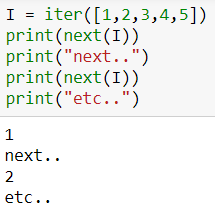 I = iter([1,2,3,4,5])
print(next(I))
print("next..")
print(next(I))
print("etc..")
1
next..
2
etc..